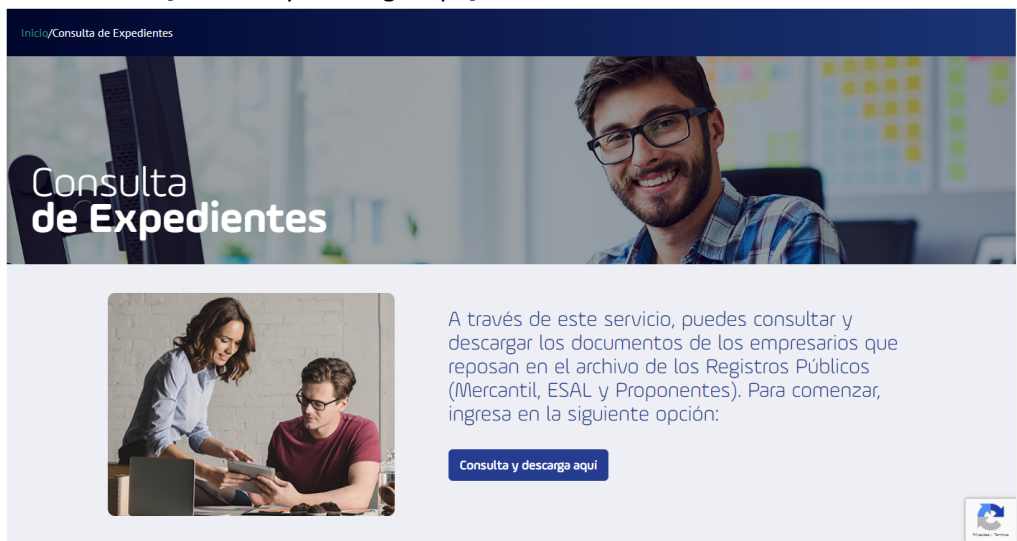 Inicio/Consulta de Expedientes
Consulta
de Expedientes
A través de este servicio, puedes consultar y
descargar los documentos de los empresarios que
reposan en el archivo de los Registros Públicos
(Mercantil, ESAL y Proponentes). Para comenzar,
ingresa en la siguiente opción:
Consulta y descarga aquí
Privacidad - Términos